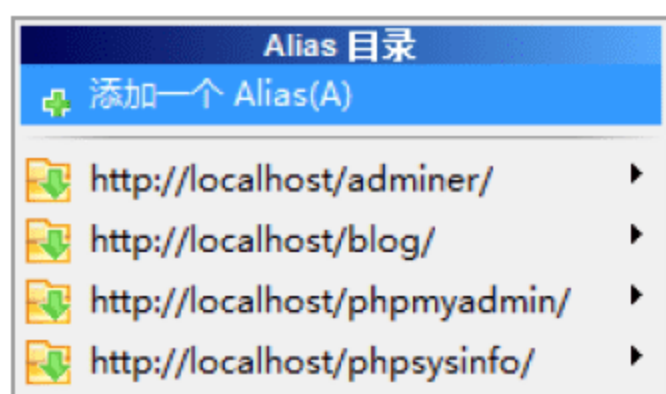 Alias 目录
添加一个 Alias(A)
http://localhost/adminer/
http://localhost/blog/
http://localhost/phpmyadmin/
http://localhost/phpsysinfo/